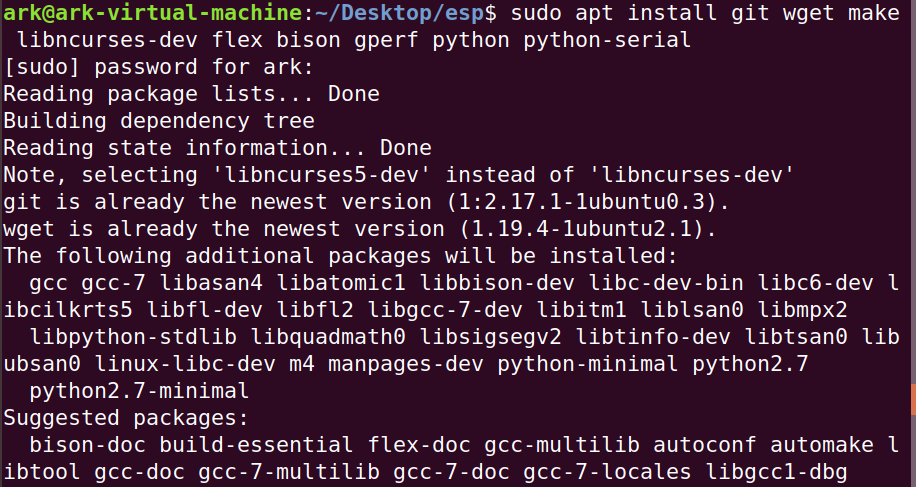 ark@ark-virtual-machine:~/Desktop/esp$ sudo apt install git wget make
 libncurses-dev flex bison gperf python python-serial
[sudo] password for ark:
Reading package lists... Done
Building dependency tree
Reading state information... Done
Note, selecting 'libncurses5-dev' instead of 'libncurses-dev'
git is already the newest version (1:2.17.1-1ubuntu0.3).
wget is already the newest version (1.19.4-1ubuntu2.1).
The following additional packages will be installed:
  gcc gcc-7 libasan4 libatomic1 libbison-dev libc-dev-bin libc6-dev l
ibcilkrts5 libfl-dev libfl2 libgcc-7-dev libitm1 liblsan0 libmpx2
  libpython-stdlib libquadmath0 libsigsegv2 libtinfo-dev libtsan0 lib
ubsan0 linux-libc-dev m4 manpages-dev python-minimal python2.7
  python2.7-minimal
Suggested packages:
  bison-doc build-essential flex-doc gcc-multilib autoconf automake l
ibtool gcc-doc gcc-7-multilib gcc-7-doc gcc-7-locales libgcc1-dbg